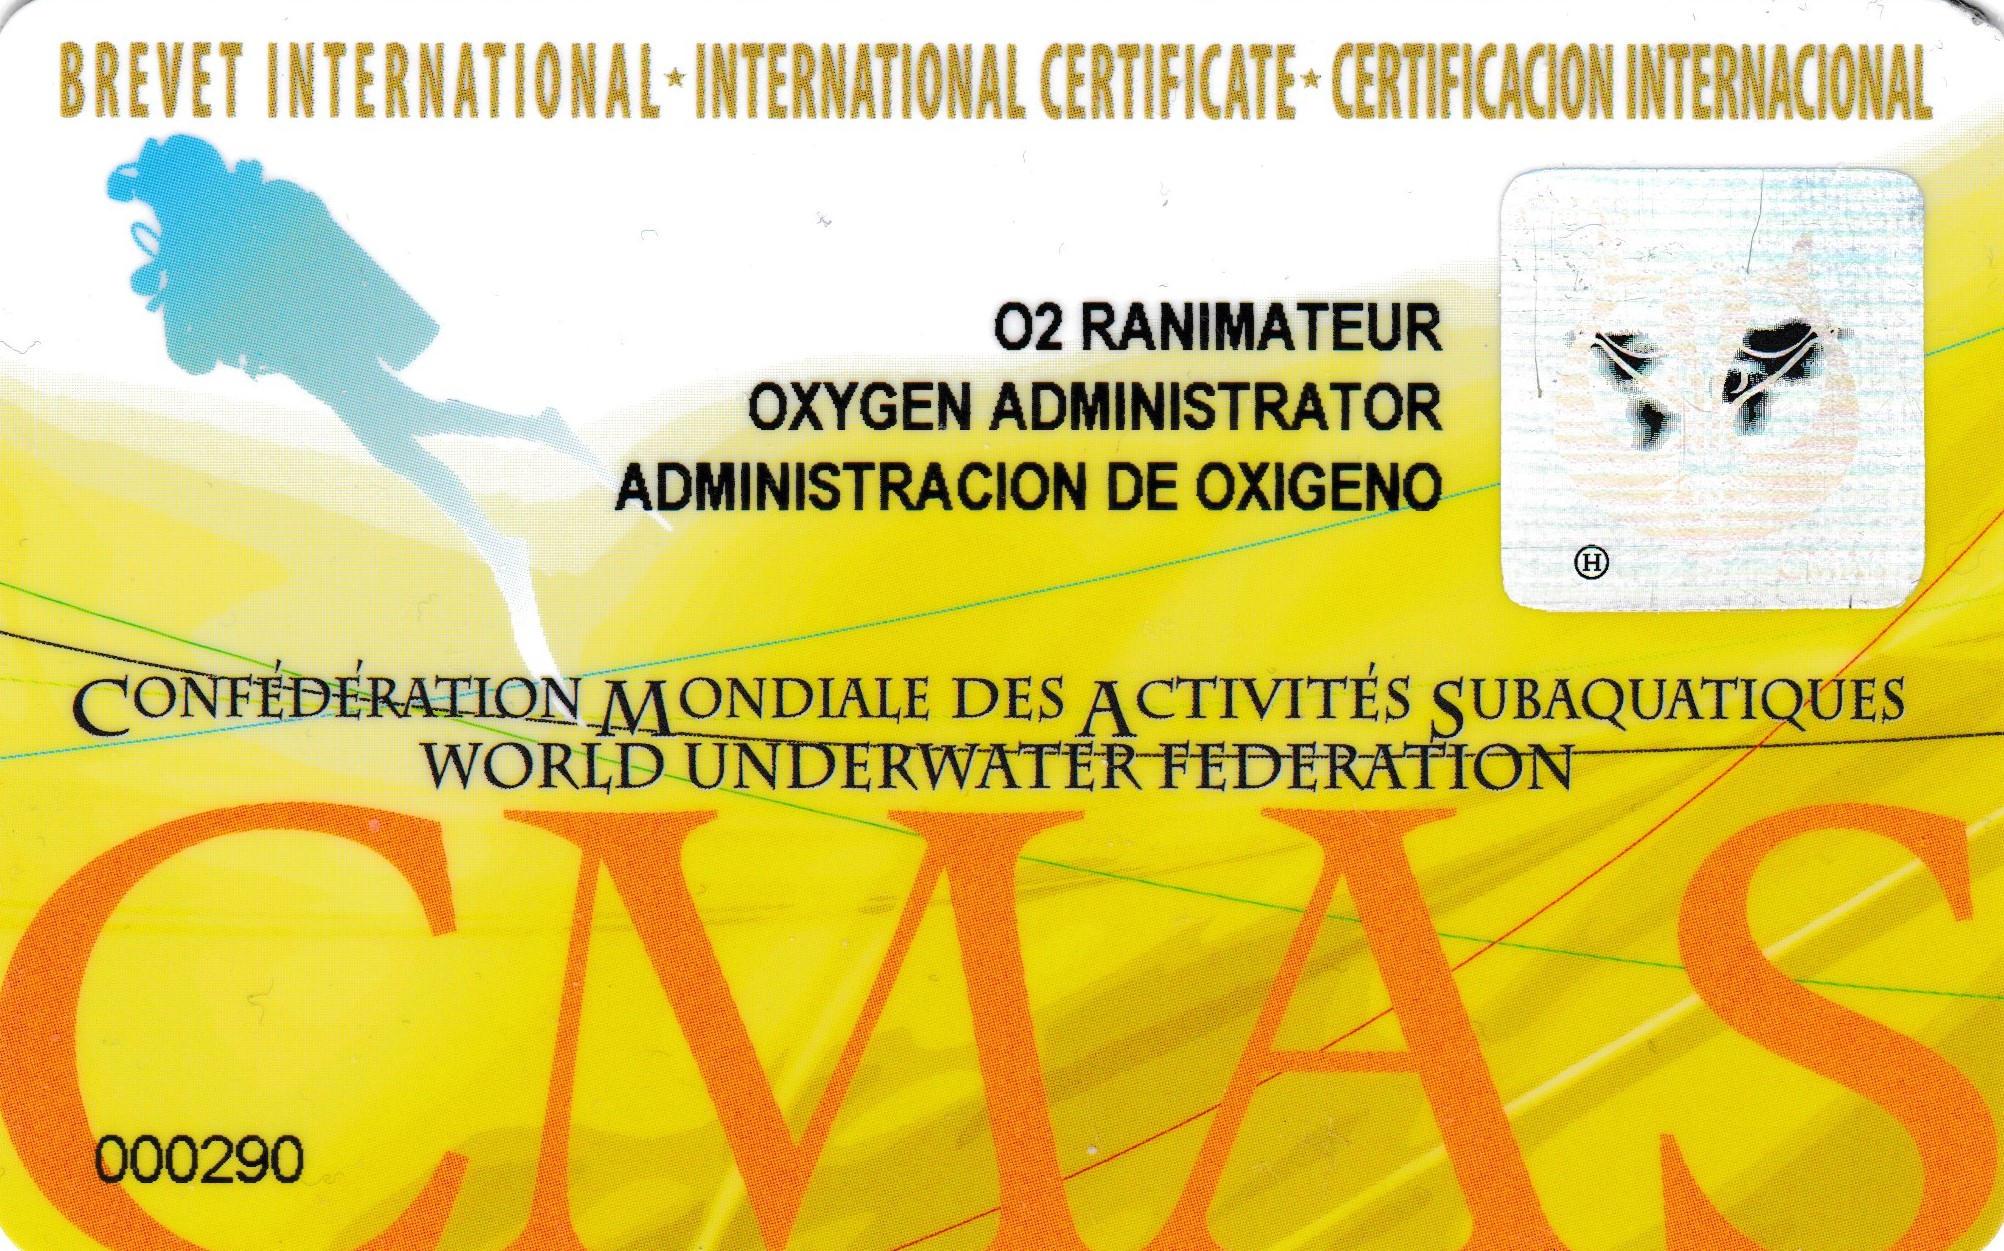 BREVET INTERNATIONAL ★ INTERNATIONAL CERTIFICATE ★ CERTIFICACION INTERNACIONAL
O2 RANIMATEUR
OXYGEN ADMINISTRATOR
ADMINISTRACION DE OXIGENO
H
CONFÉDÉRATION MONDIALE DES ACTIVITÉS SUBAQUATIQUES
WORLD UNDERWATER FEDERATION
CMAS
000290